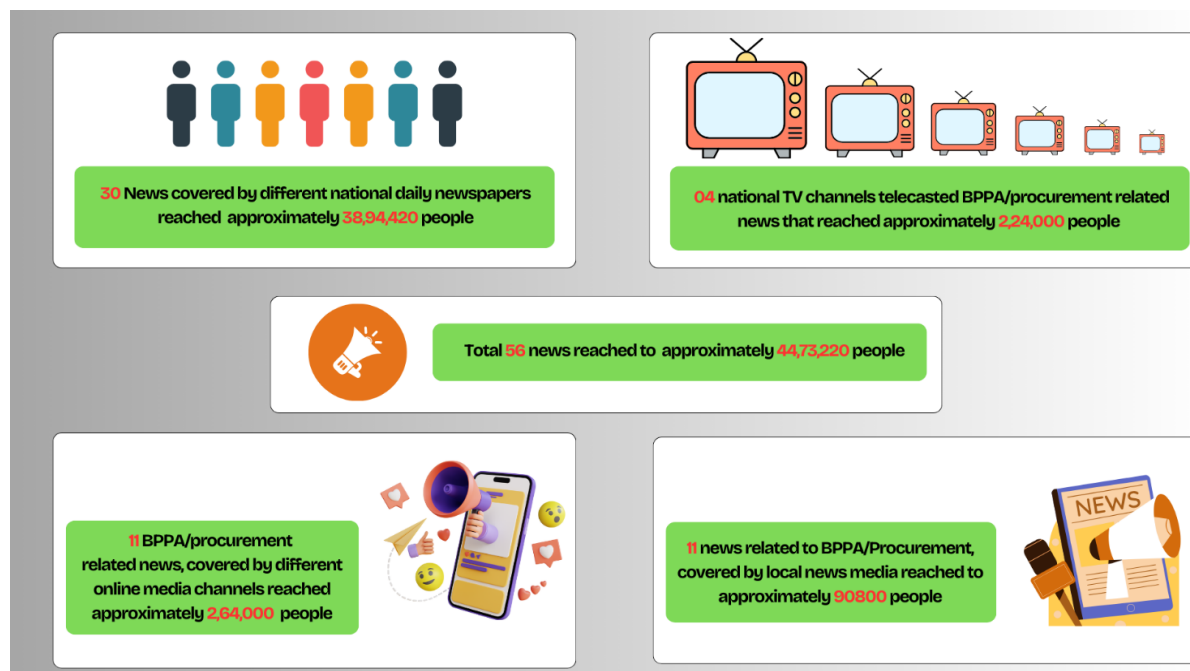 30 News covered by different national daily newspapers
reached approximately 38,94,420 people
04 national TV channels telecasted BPPA/procurement related
news that reached approximately 2,24,000 people
Total 56 news reached to approximately 44,73,220 people
11 BPPA/procurement
related news, covered by different
online media channels reached
approximately 2,64,000 people
NEWS
11 news related to BPPA/Procurement,
covered by local news media reached to
approximately 90800 people